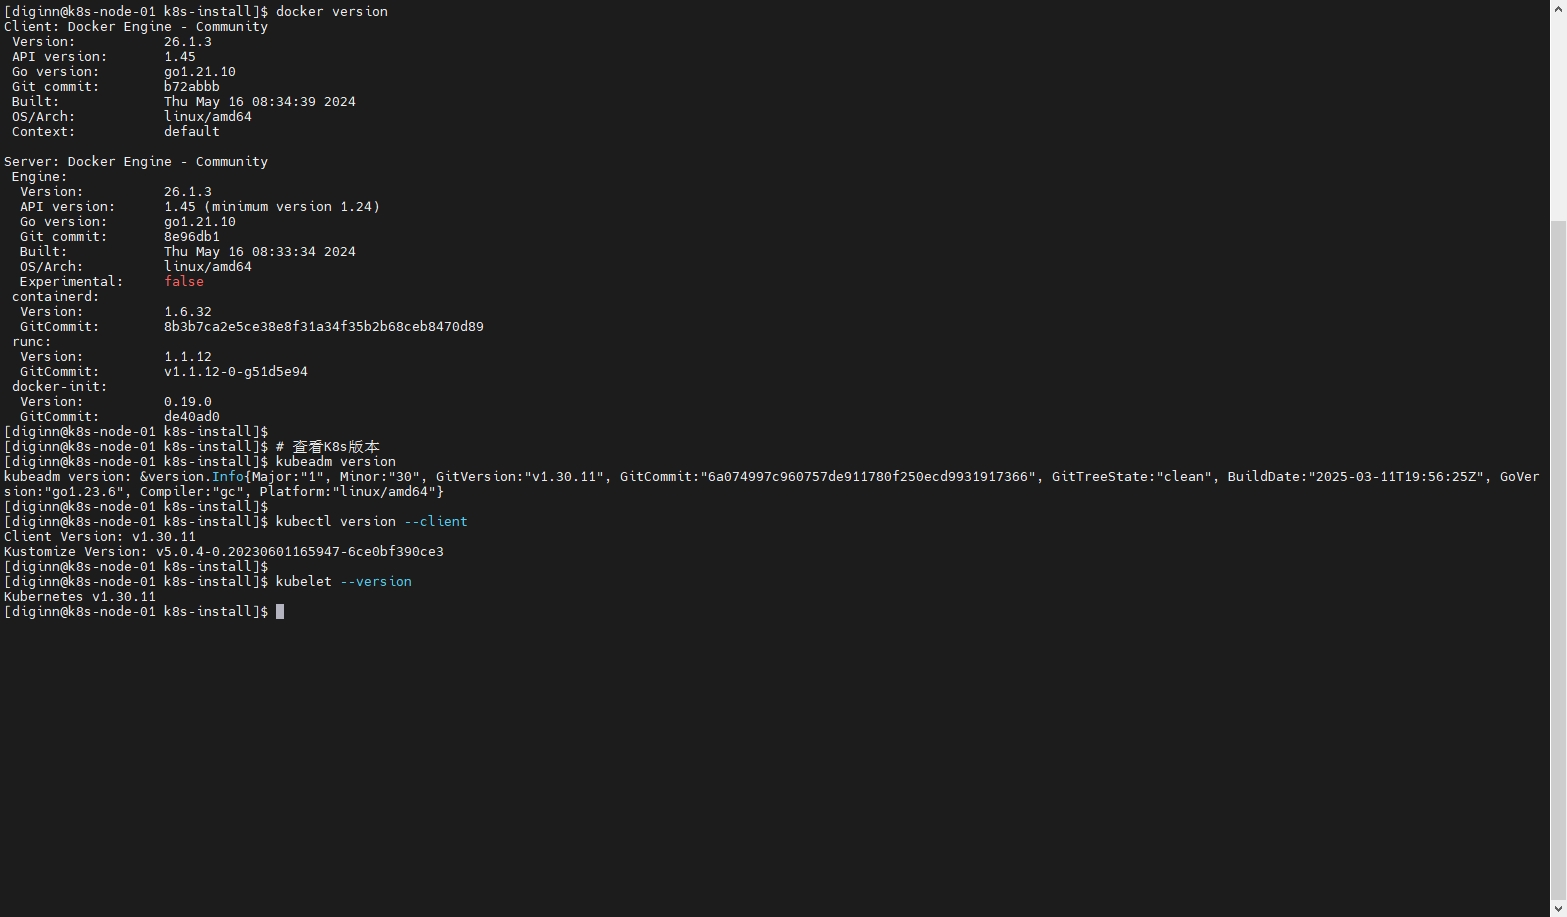 [diginn@k8s-node-01 k8s-install]$ docker version
Client: Docker Engine - Community
 Version:           26.1.3
 API version:       1.45
 Go version:        go1.21.10
 Git commit:        b72abbb
 Built:             Thu May 16 08:34:39 2024
 OS/Arch:           linux/amd64
 Context:           default

Server: Docker Engine - Community
 Engine:
  Version:          26.1.3
  API version:      1.45 (minimum version 1.24)
  Go version:       go1.21.10
  Git commit:       8e96db1
  Built:            Thu May 16 08:33:34 2024
  OS/Arch:          linux/amd64
  Experimental:     false
 containerd:
  Version:          1.6.32
  GitCommit:        8b3b7ca2e5ce38e8f31a34f35b2b68ceb8470d89
 runc:
  Version:          1.1.12
  GitCommit:        v1.1.12-0-g51d5e94
 docker-init:
  Version:          0.19.0
  GitCommit:        de40ad0
[diginn@k8s-node-01 k8s-install]$
[diginn@k8s-node-01 k8s-install]$ # 查看K8s版本
[diginn@k8s-node-01 k8s-install]$ kubeadm version
kubeadm version: &version.Info{Major:"1", Minor:"30", GitVersion:"v1.30.11", GitCommit:"6a074997c960757de911780f250ecd9931917366", GitTreeState:"clean", BuildDate:"2025-03-11T19:56:25Z", GoVer
sion:"go1.23.6", Compiler:"gc", Platform:"linux/amd64"}
[diginn@k8s-node-01 k8s-install]$
[diginn@k8s-node-01 k8s-install]$ kubectl version --client
Client Version: v1.30.11
Kustomize Version: v5.0.4-0.20230601165947-6ce0bf390ce3
[diginn@k8s-node-01 k8s-install]$
[diginn@k8s-node-01 k8s-install]$ kubelet --version
Kubernetes v1.30.11
[diginn@k8s-node-01 k8s-install]$